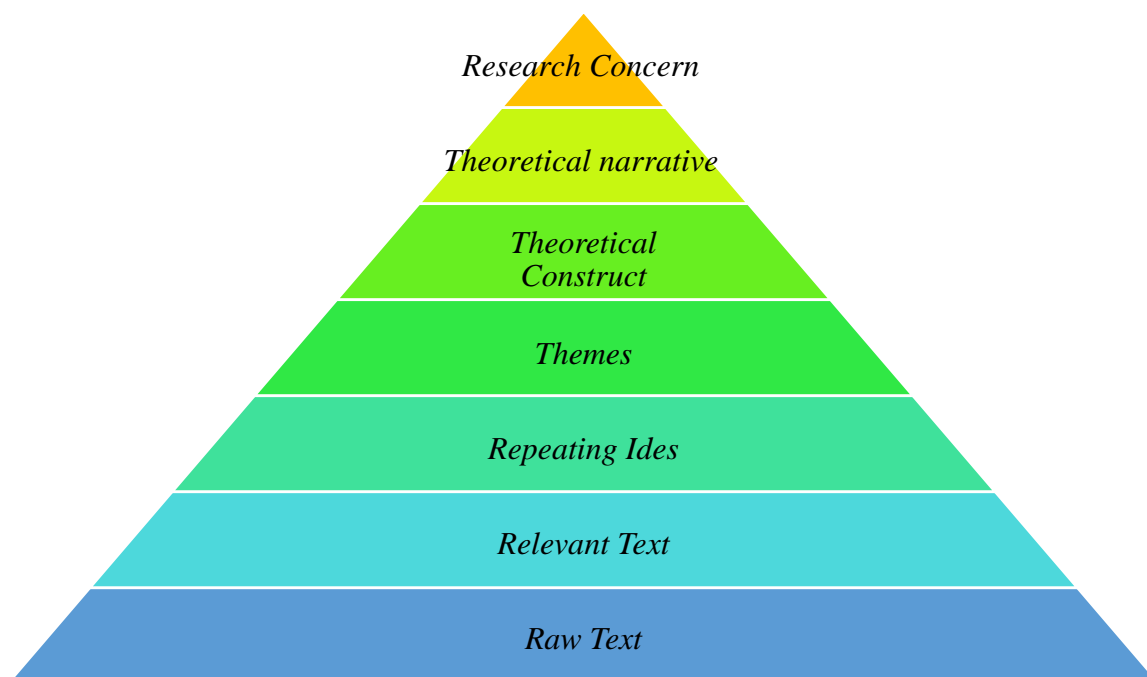 Research Concern
Theoretical narrative
Theoretical
Construct
Themes
Repeating Ides
Relevant Text
Raw Text